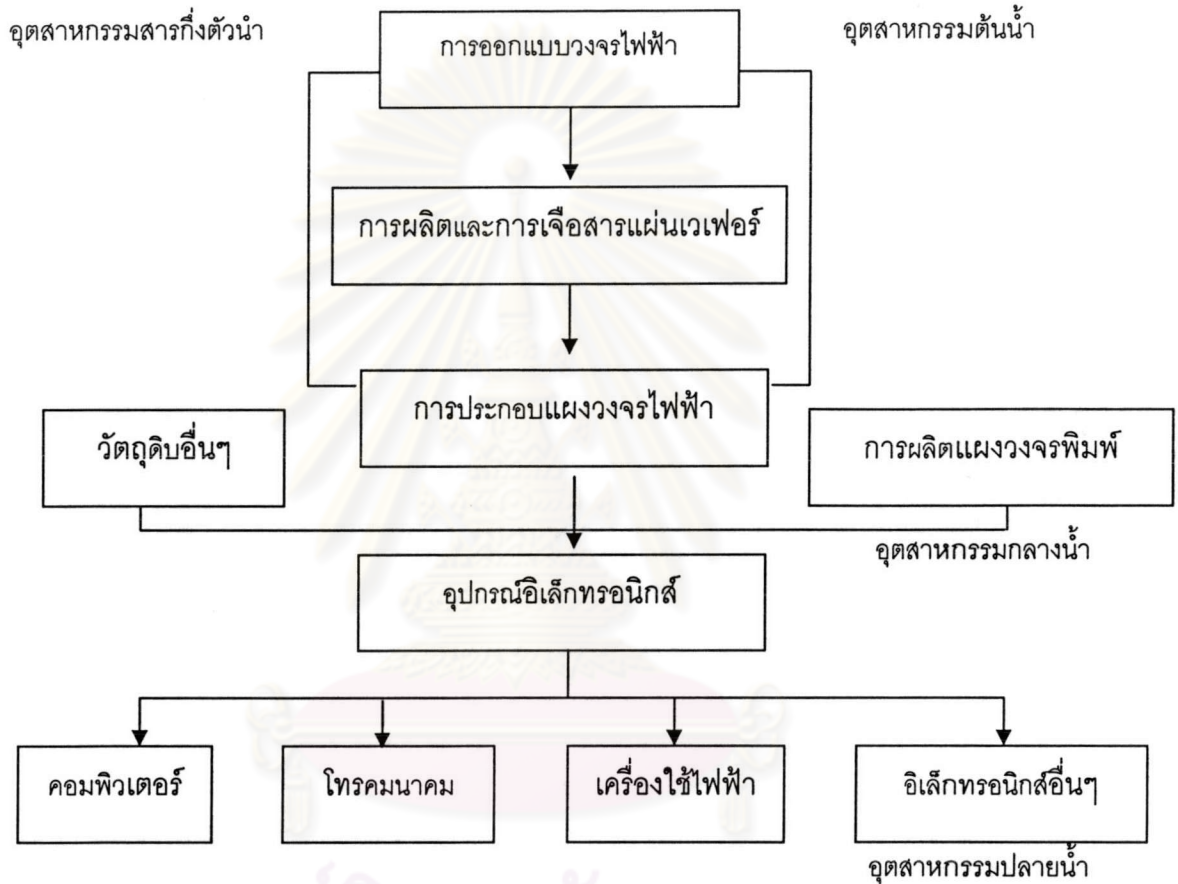 อุตสาหกรรมสารกึ่งตัวนำ
การออกแบบวงจรไฟฟ้า
อุตสาหกรรมต้นน้ำ
การผลิตและการเจือสารแผ่นเวเฟอร์
การประกอบแผงวงจรไฟฟ้า
วัตถุดิบอื่นๆ
การผลิตแผงวงจรพิมพ์
อุตสาหกรรมกลางน้ำ
อุปกรณ์อิเล็กทรอนิกส์
คอมพิวเตอร์
โทรคมนาคม
เครื่องใช้ไฟฟ้า
อิเล็กทรอนิกส์อื่นๆ
อุตสาหกรรมปลายน้ำ